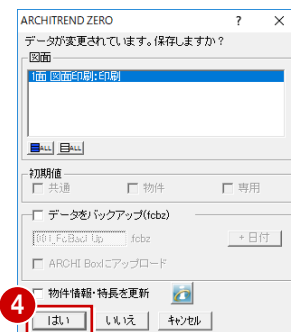 ARCHITREND ZERO ? ×
データが変更されています。保存しますか？
図面
1面 図面印刷:印刷
ALL ALL
初期値
共通 物件 専用
データをバックアップ(fcbz)
001_FcBacl Up .fcbz +日付
ARCHI Boxにアップロード
物件情報・特長を更新
4
はい いいえ キャンセル